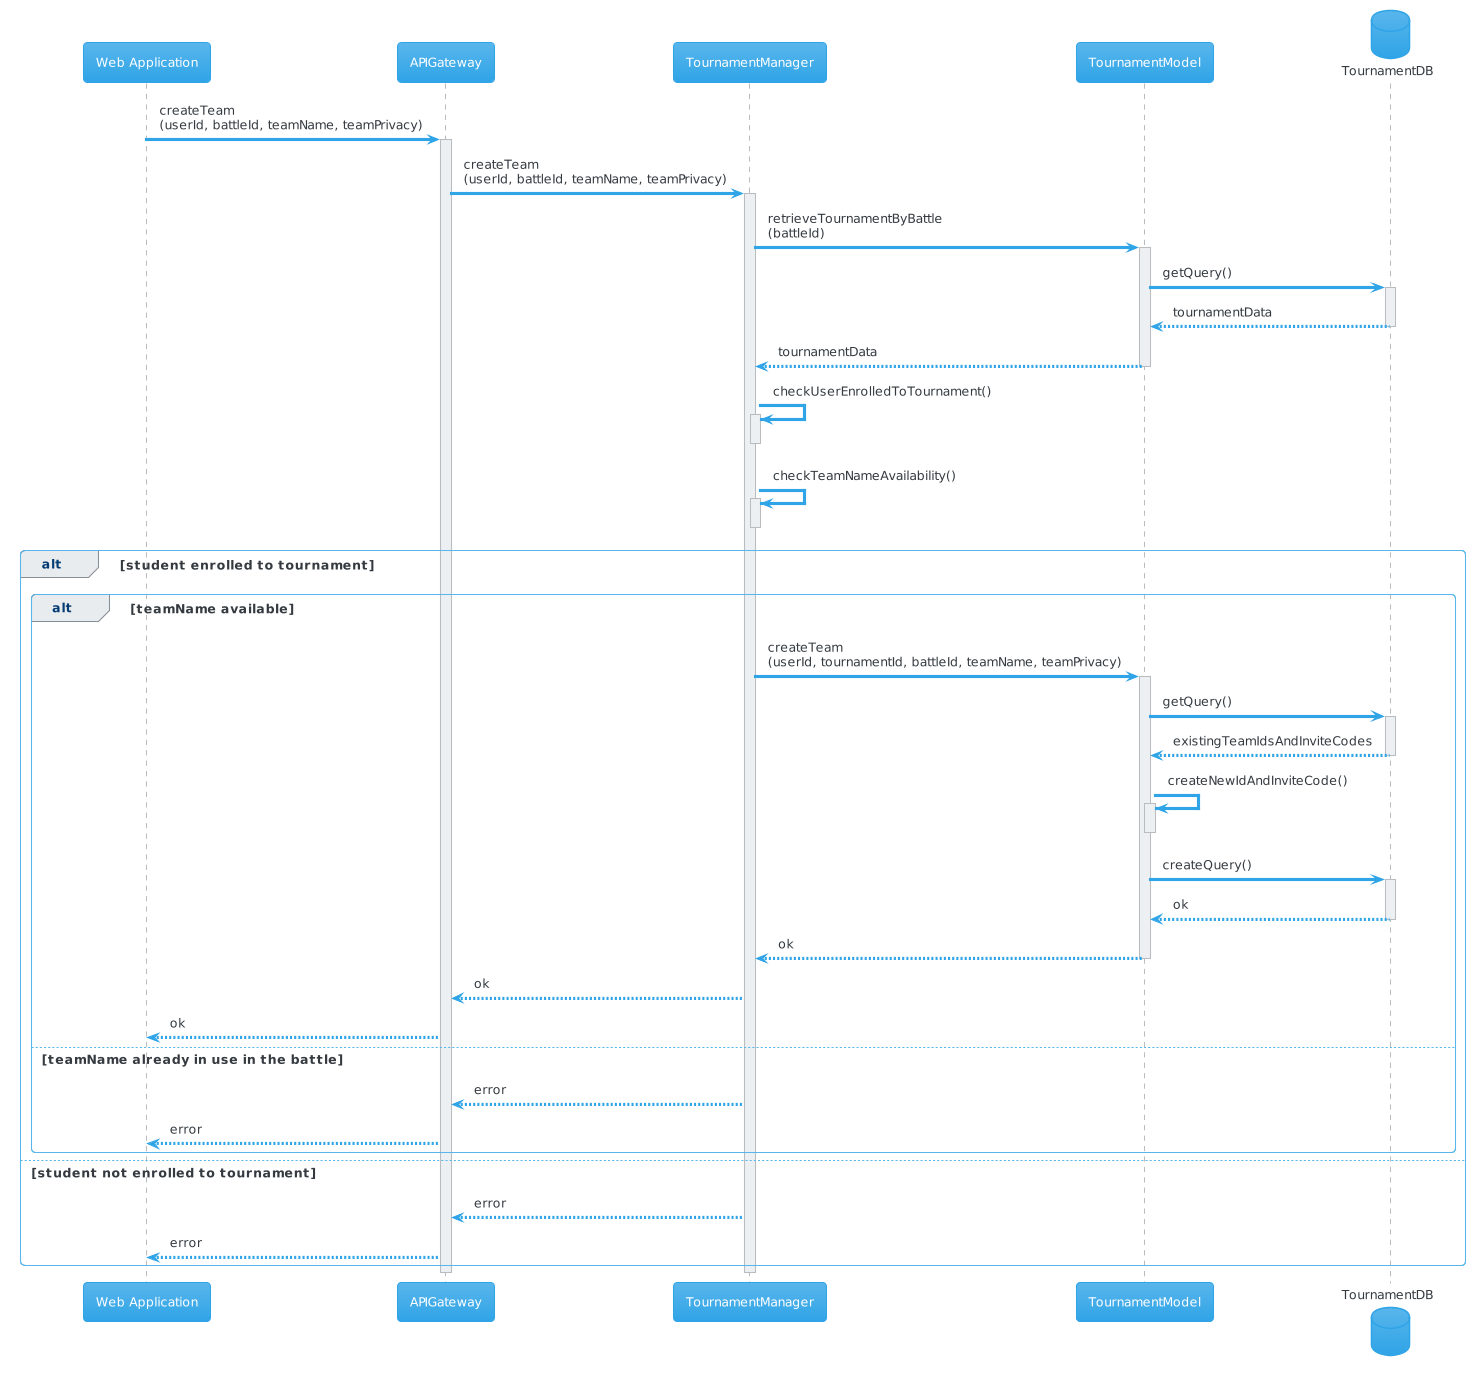 Web Application
APIGateway
TournamentManager
TournamentModel
TournamentDB
createTeam
(userId, battleId, teamName, teamPrivacy)
createTeam
(userId, battleId, teamName, teamPrivacy)
retrieveTournamentByBattle
(battleId)
getQuery()
tournamentData
tournamentData
checkUserEnrolledToTournament()
checkTeamNameAvailability()
alt
[student enrolled to tournament]
alt
[teamName available]
createTeam
(userId, tournamentId, battleId, teamName, teamPrivacy)
getQuery()
existingTeamIdsAndInviteCodes
createNewIdAndInviteCode()
createQuery()
ok
ok
ok
ok
[teamName already in use in the battle]
error
error
[student not enrolled to tournament]
error
error
Web Application
APIGateway
TournamentManager
TournamentModel
TournamentDB